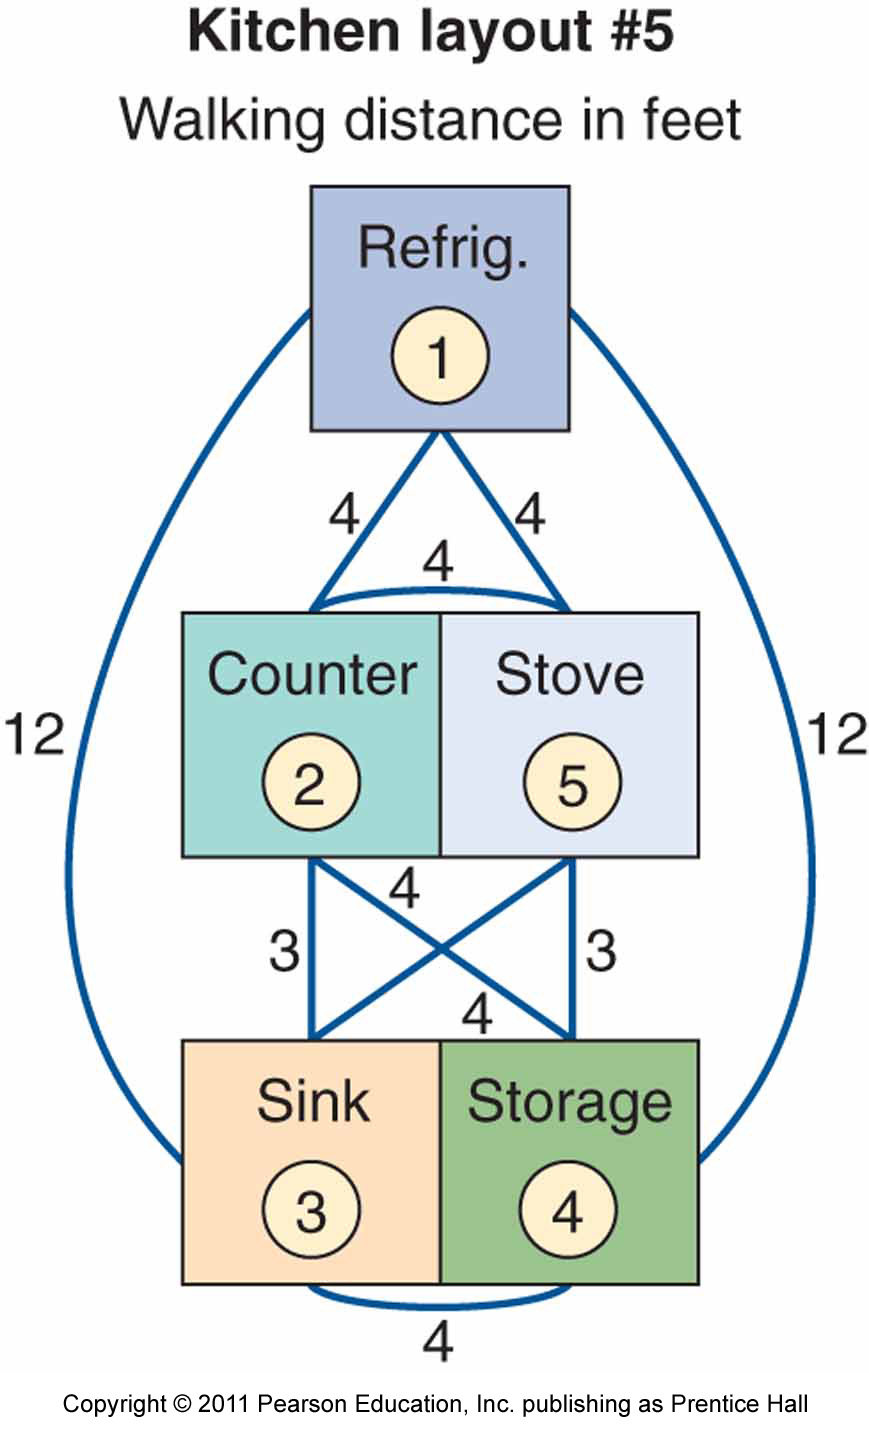 Kitchen layout #5
Walking distance in feet
Refrig.
1
4 4
4
Counter Stove
12 12
2 5
4
3 3
4
Sink Storage
3 4
4
Copyright © 2011 Pearson Education, Inc. publishing as Prentice Hall